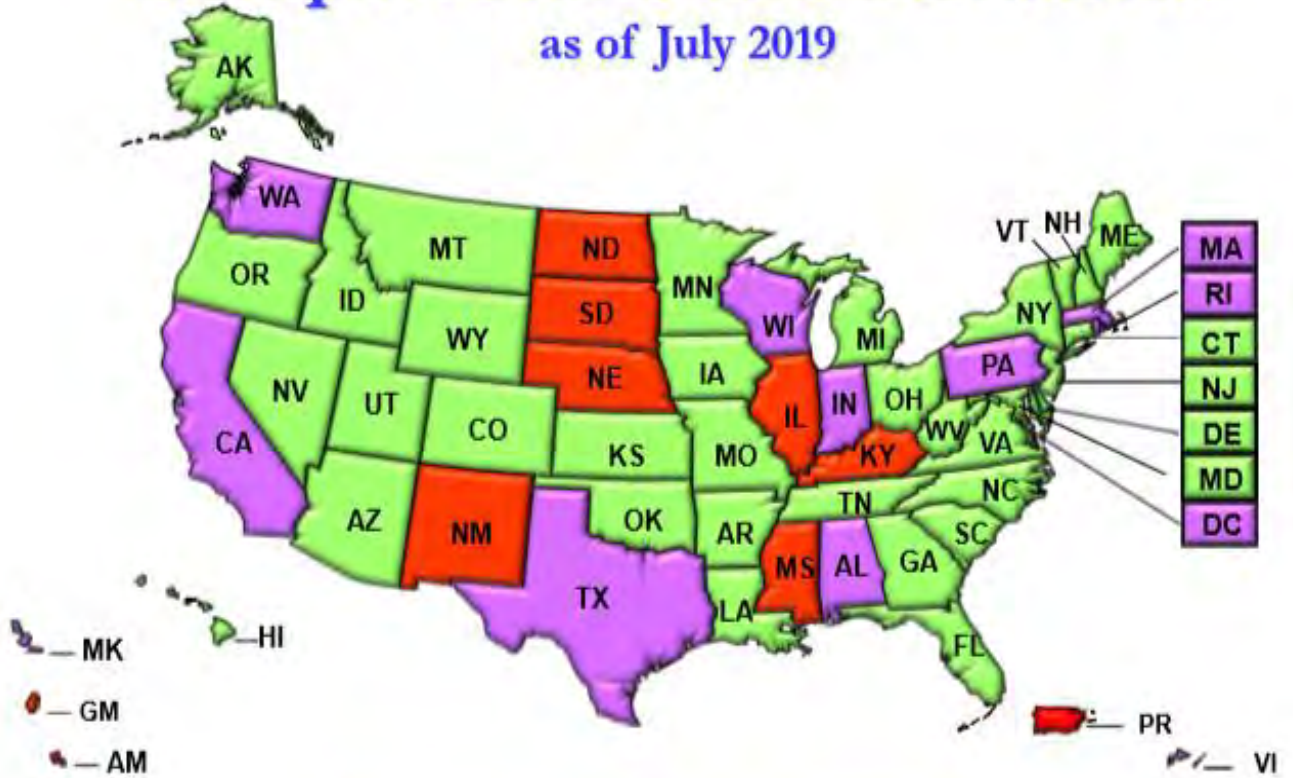 as of July 2019
AK
WA
MT
ND
MN
VT
NH
ME
MA
OR
ID
SD
WI
MI
NY
RI
WY
CT
NE
IA
PA
NJ
NV
UT
CO
IL
IN
OH
DE
CA
KS
MO
KY
WV
VA
MD
AZ
NM
OK
AR
TN
NC
DC
TX
LA
MS
AL
GA
SC
HI
FL
MK
GM
PR
AM
VI